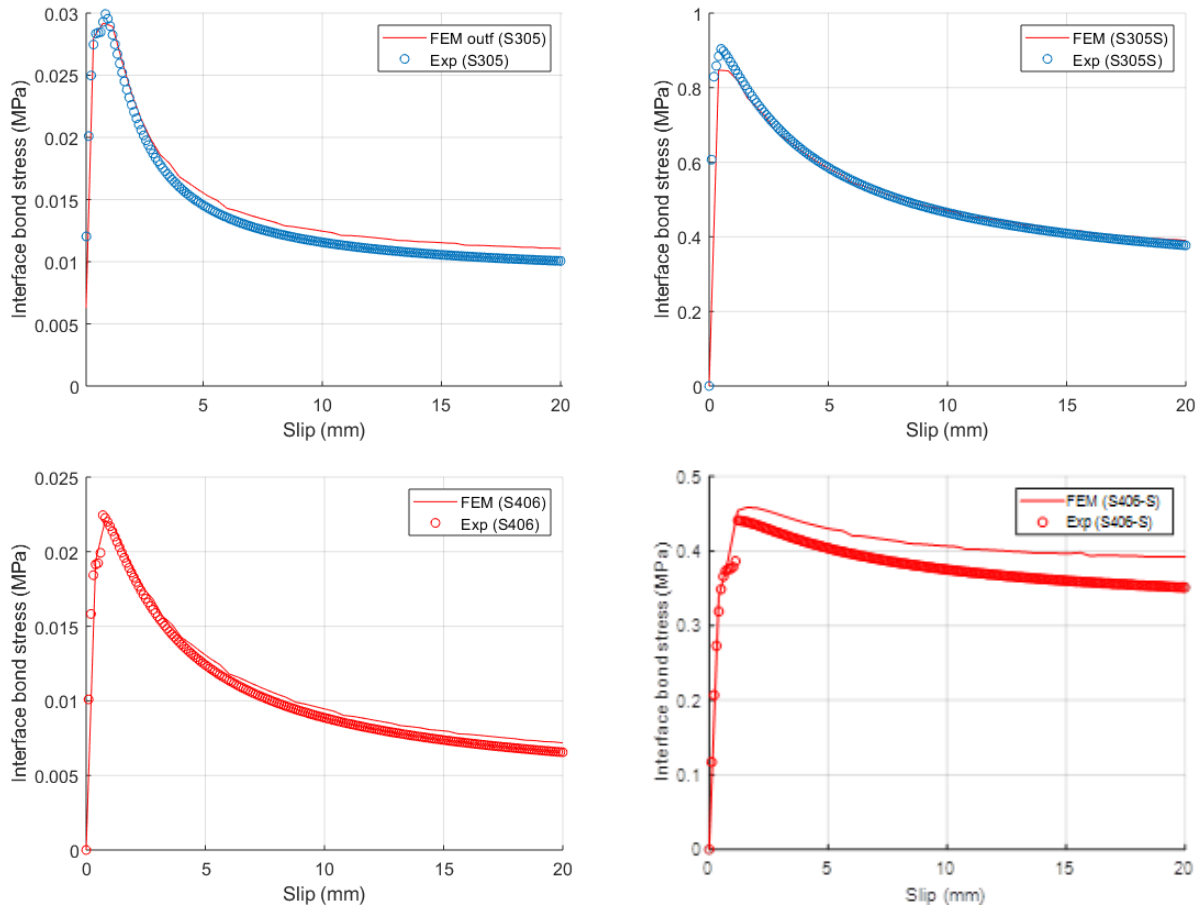 0.03
0.025
0.02
0.015
0.01
0.005
0
5
10
15
20
Interface bond stress (MPa)
Slip (mm)
FEM outf (S305)
Exp (S305)
1
0.8
0.6
0.4
0.2
0
0
5
10
15
20
Interface bond stress (MPa)
Slip (mm)
FEM (S305S)
Exp (S305S)
0.025
0.02
0.015
0.01
0.005
0
0
5
10
15
20
Interface bond stress (MPa)
Slip (mm)
FEM (S406)
Exp (S406)
0.5
0.4
0.3
0.2
0.1
0
0
5
10
15
20
Interface bond stress (MPa)
Slip (mm)
FEM (S406-S)
Exp (S406-S)